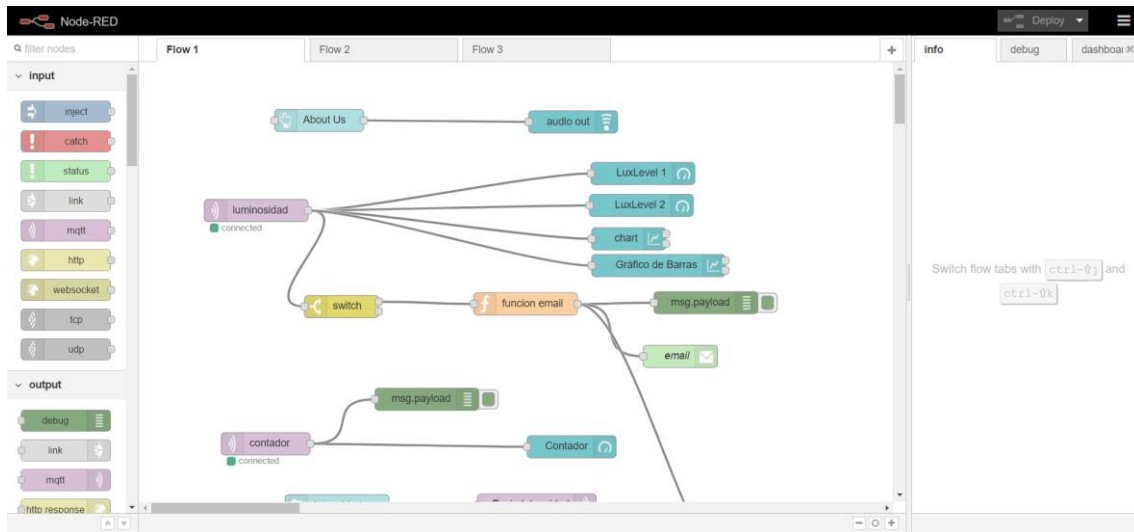 Node-RED
Deploy
filter nodes
Flow 1
Flow 2
Flow 3
info
debug
input
inject
catch
status
link
mqtt
http
websocket
tcp
udp
output
debug
link
mqtt
http response
About Us
audio out
luminosidad
connected
LuxLevel 1
LuxLevel 2
chart
Gráfico de Barras
switch
funcion email
msg.payload
email
msg.payload
contador
connected
Contador
Switch flow tabs with ctrl-⇧j and
ctrl-⇧k